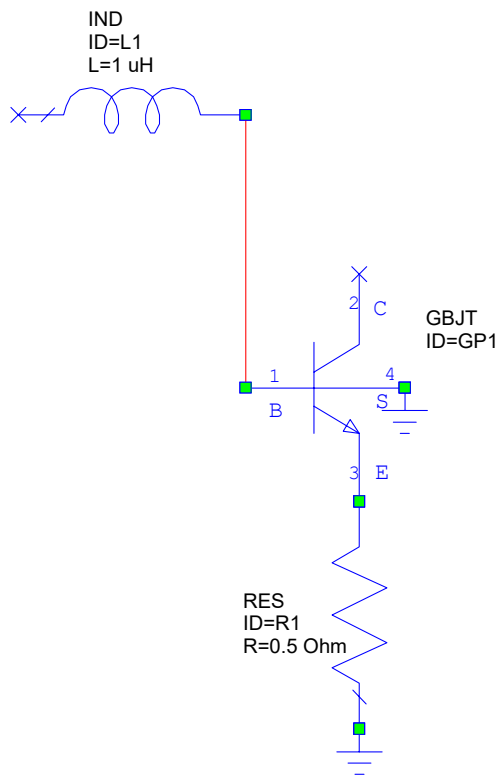 IND
ID=L1
L=1 uH
2
C
GBJT
ID=GP1
1
4
B
S
3
E
RES
ID=R1
R=0.5 Ohm